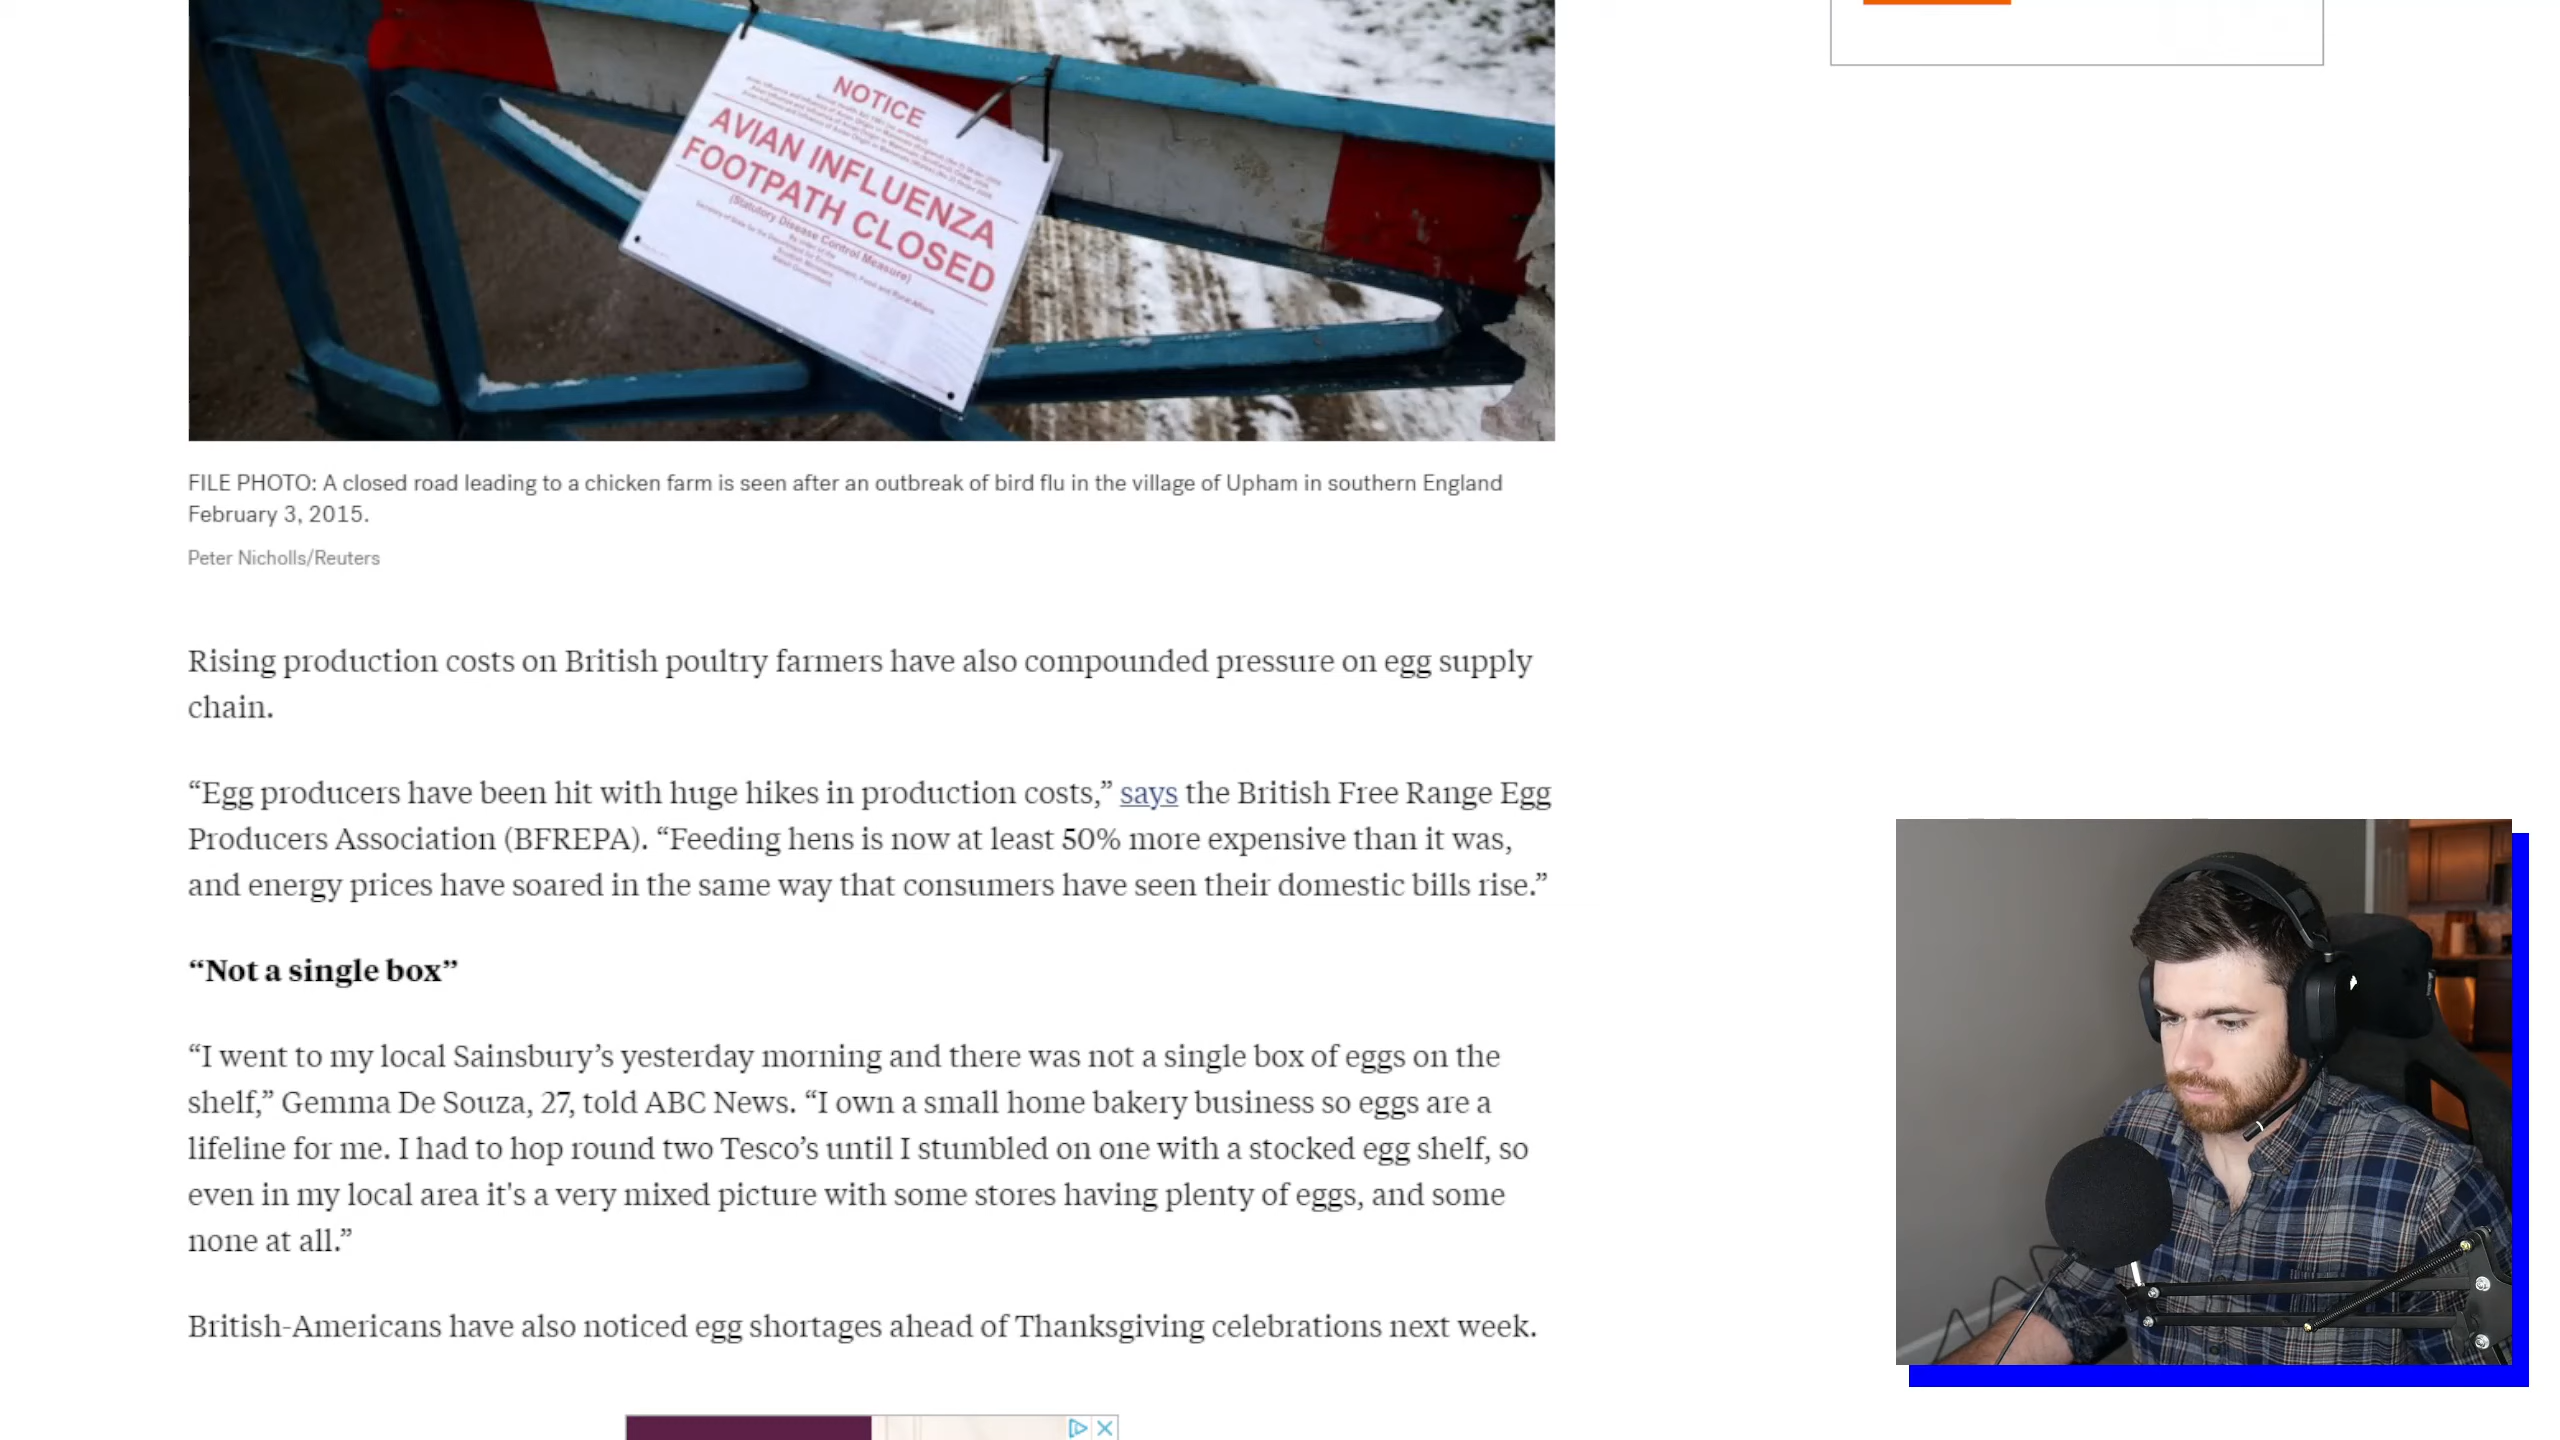 NOTICE
AVIAN INFLUENZA
FOOTPATH CLOSED
(Statutory Disease Control Measure)
FILE PHOTO: A closed road leading to a chicken farm is seen after an outbreak of bird flu in the village of Upham in southern England
February 3, 2015.
Peter Nicholls/Reuters
Rising production costs on British poultry farmers have also compounded pressure on egg supply
chain.
“Egg producers have been hit with huge hikes in production costs,” says the British Free Range Egg
Producers Association (BFREPA). “Feeding hens is now at least 50% more expensive than it was,
and energy prices have soared in the same way that consumers have seen their domestic bills rise.”
“Not a single box”
“I went to my local Sainsbury’s yesterday morning and there was not a single box of eggs on the
shelf,” Gemma De Souza, 27, told ABC News. “I own a small home bakery business so eggs are a
lifeline for me. I had to hop round two Tesco’s until I stumbled on one with a stocked egg shelf, so
even in my local area it's a very mixed picture with some stores having plenty of eggs, and some
none at all.”
British-Americans have also noticed egg shortages ahead of Thanksgiving celebrations next week.